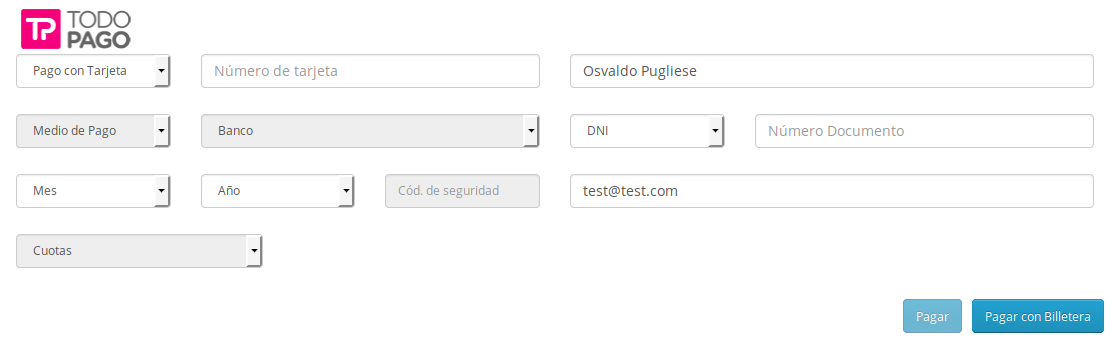 TP TODO PAGO
Pago con Tarjeta Número de tarjeta Osvaldo Pugliese
Medio de Pago Banco DNI Número Documento
Mes Año Cód. de seguridad test@test.com
Cuotas
Pagar Pagar con Billetera